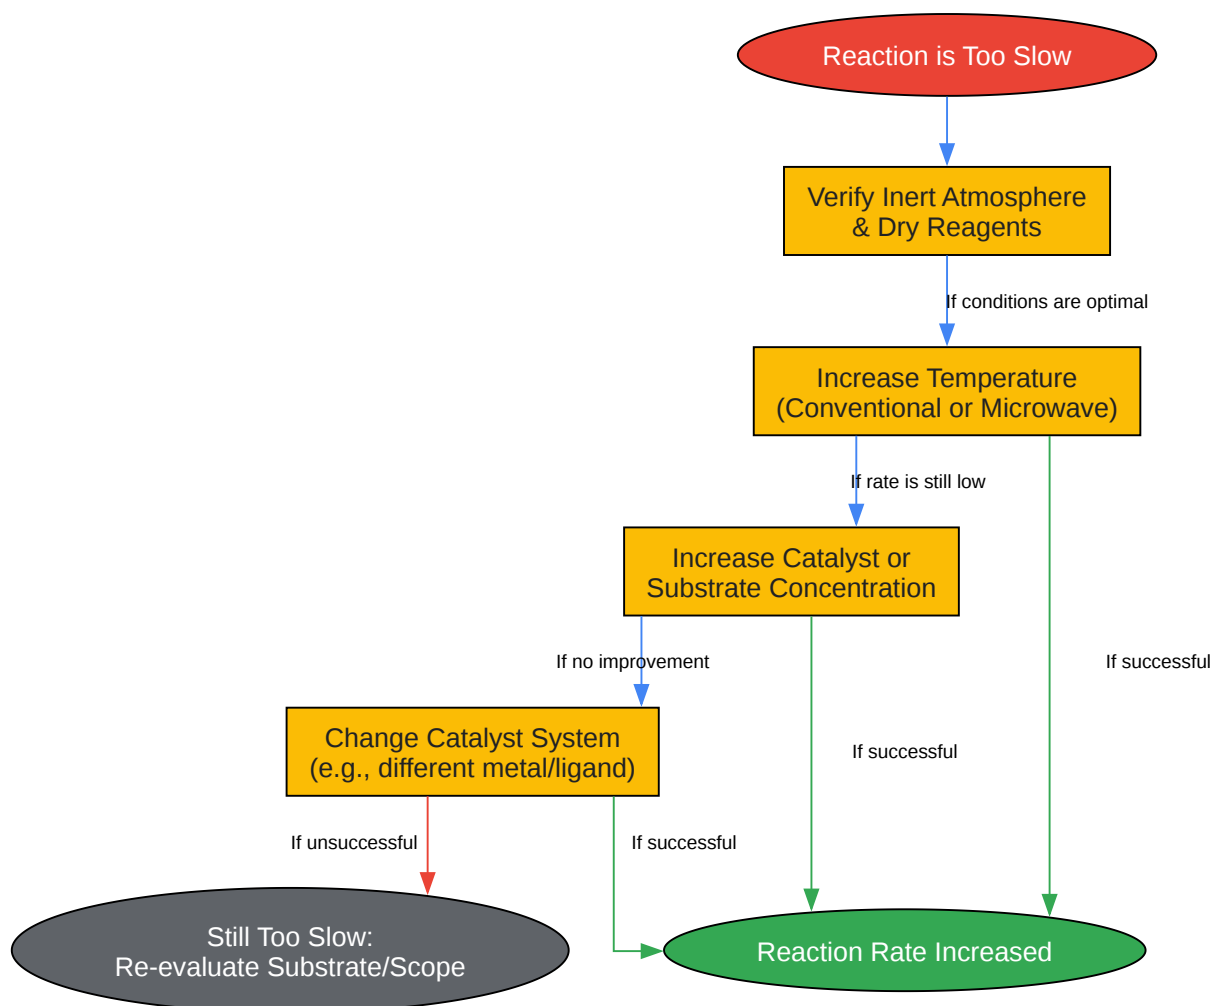 Reaction is Too Slow
Verify Inert Atmosphere
& Dry Reagents
If conditions are optimal
Increase Temperature
(Conventional or Microwave)
If rate is still low
Increase Catalyst or
Substrate Concentration
If no improvement
If successful
Change Catalyst System
(e.g., different metal/ligand)
If successful
If unsuccessful
If successful
Still Too Slow:
Re-evaluate Substrate/Scope
Reaction Rate Increased